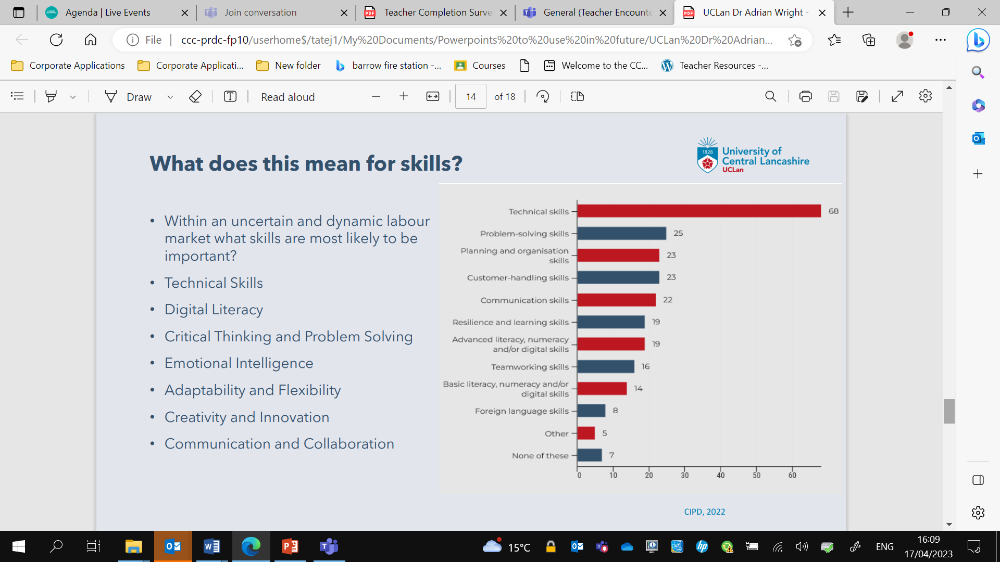 Agenda | Live Events
Join conversation
Teacher Completion Surve
General (Teacher Encounte
UCLan Dr Adrian Wright -
File
ccc-prdc-fp10/userhome$/tatej1/My%20Documents/Powerpoints%20to%20use%20in%20future/UCLan%20Dr%20Adrian...
Corporate Applications
Corporate Applicati...
New folder
barrow fire station -...
Courses
Welcome to the CC...
Teacher Resources -...
Draw
Read aloud
14
of 18
What does this mean for skills?
1828
University of
Central Lancashire
UCLan
• Within an uncertain and dynamic labour
market what skills are most likely to be
important?
• Technical Skills
• Digital Literacy
• Critical Thinking and Problem Solving
• Emotional Intelligence
• Adaptability and Flexibility
• Creativity and Innovation
• Communication and Collaboration
Technical skills 68
Problem-solving skills 25
Planning and organisation
skills 23
Customer-handling skills 23
Communication skills 22
Resilience and learning skills 19
Advanced literacy, numeracy
and/or digital skills 19
Teamworking skills 16
Basic literacy, numeracy and/or
digital skills 14
Foreign language skills 8
Other 5
None of these 7
0 10 20 30 40 50 60
CIPD, 2022
15°C
ENG
16:09
17/04/2023